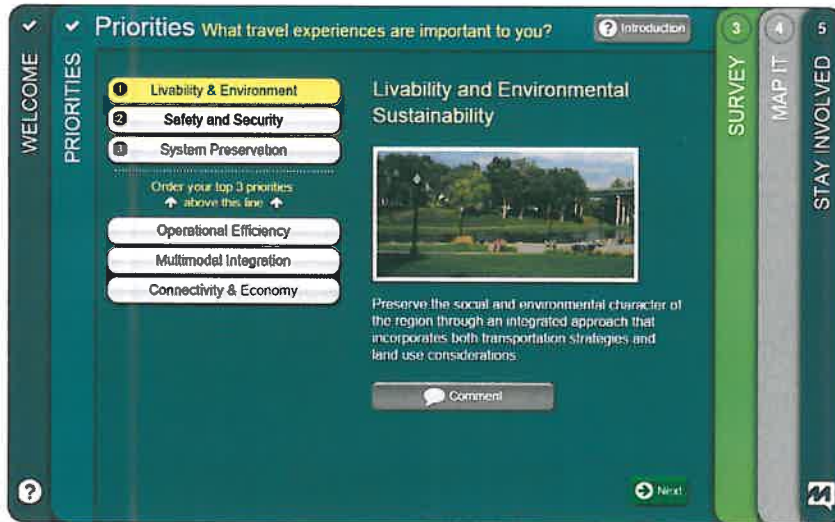 WELCOME
PRIORITIES
Priorities What travel experiences are important to you?
? Introduction
1 Livability & Environment
2 Safety and Security
3 System Preservation
Order your top 3 priorities
above this line
Operational Efficiency
Multimodal Integration
Connectivity & Economy
Livability and Environmental
Sustainability
Preserve the social and environmental character of
the region through an integrated approach that
incorporates both transportation strategies and
land use considerations
Comment
Next
3
SURVEY
4
MAP IT
5
STAY INVOLVED
?